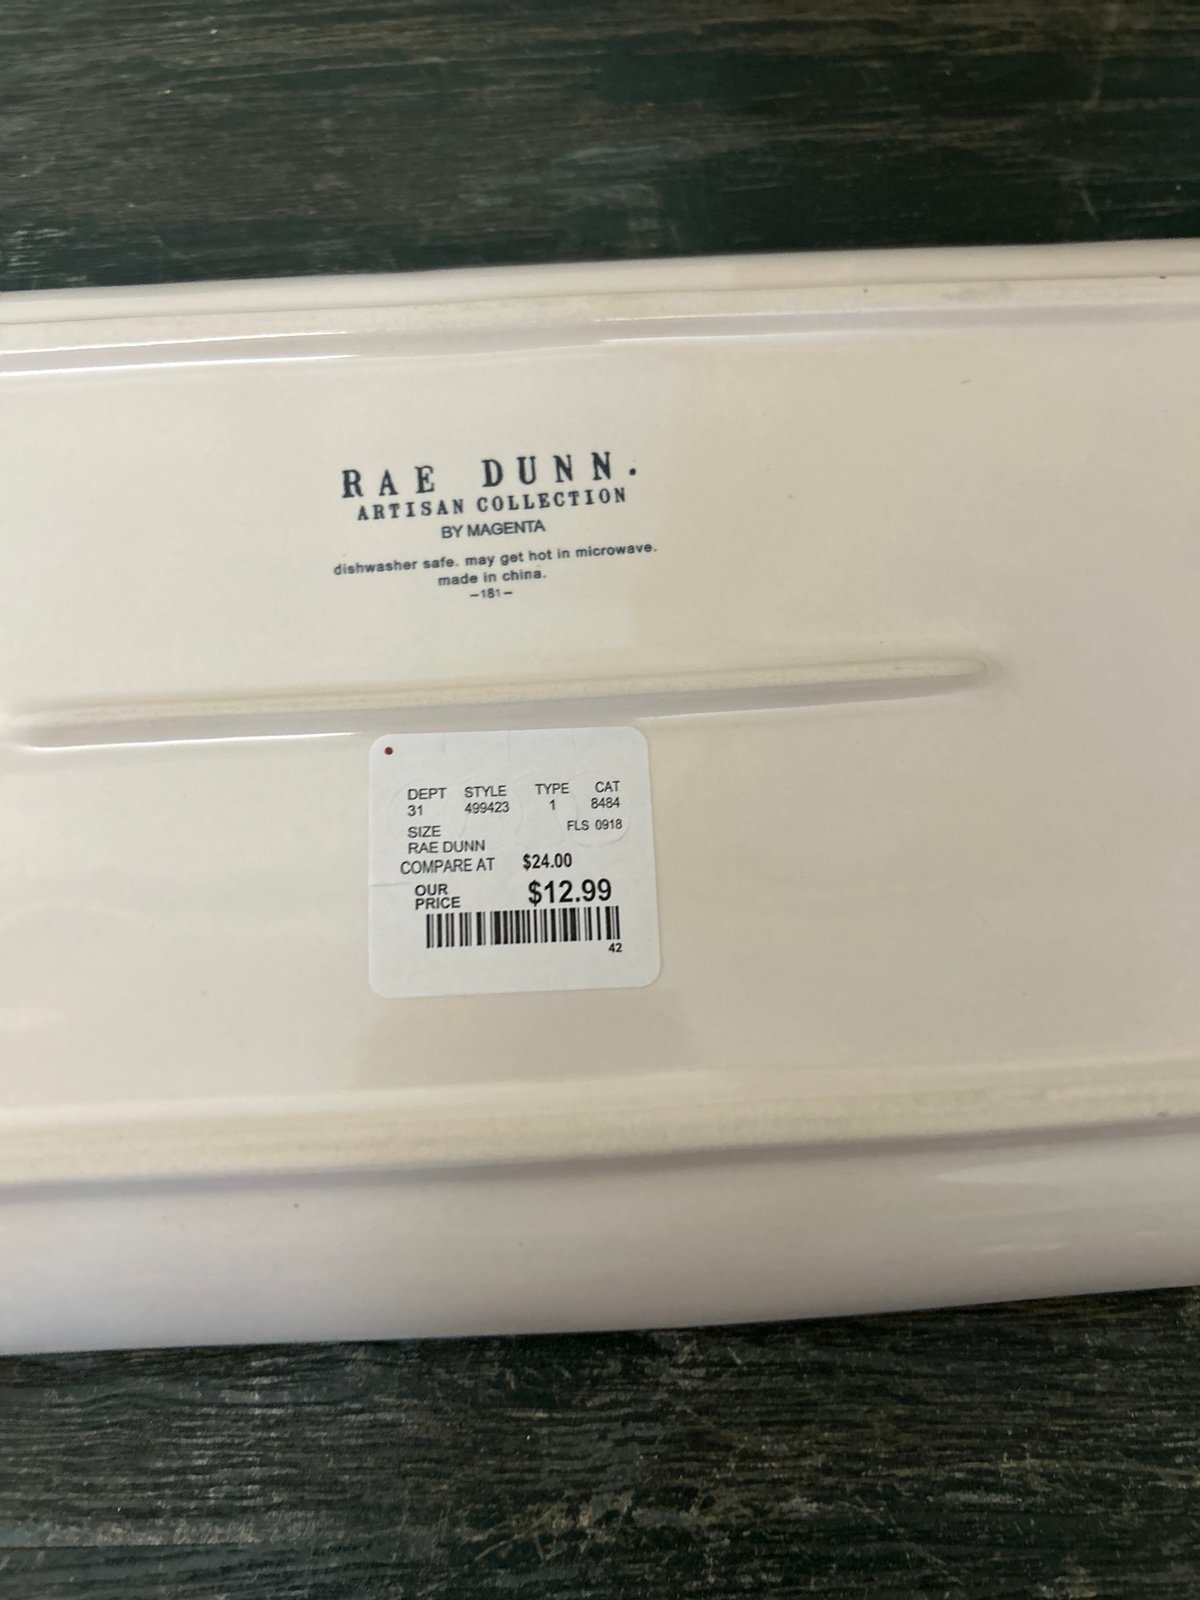 RAE DUNN.
ARTISAN COLLECTION
BY MAGENTA
dishwasher safe. may get hot in microwave.
made in china.
–181–
DEPT STYLE TYPE CAT
31 499423 1 8484
SIZE FLS 0918
RAE DUNN
COMPARE AT $24.00
OUR PRICE $12.99
42